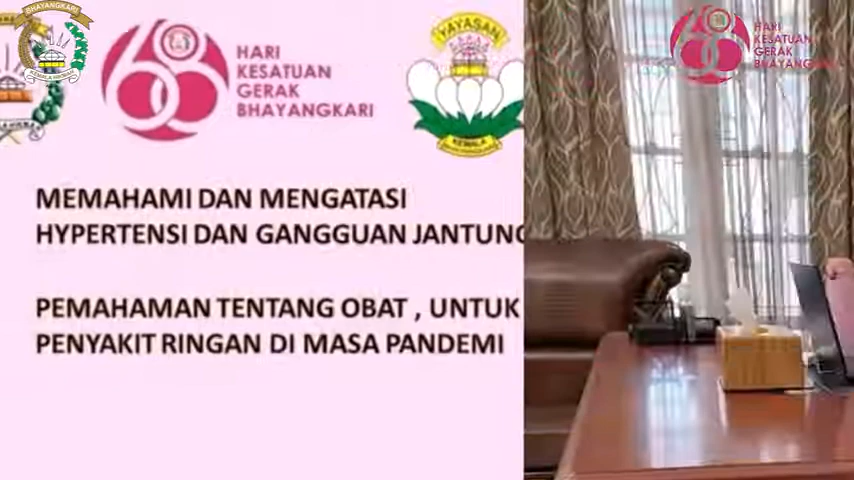 BHAYANGKARI
68
HARI
KESATUAN
GERAK
BHAYANGKARI
YAYASAN
KEMALA
HARI
KESATUAN
GERAK
BHAYANGKARI
MEMAHAMI DAN MENGATASI
HYPERTENSI DAN GANGGUAN JANTUNG
PEMAHAMAN TENTANG OBAT , UNTUK
PENYAKIT RINGAN DI MASA PANDEMI